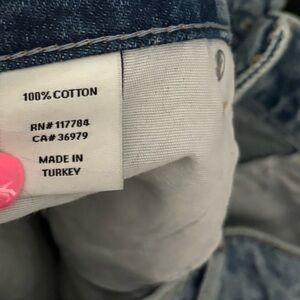 100% COTTON
RN# 117784
CA# 36979
MADE IN
TURKEY